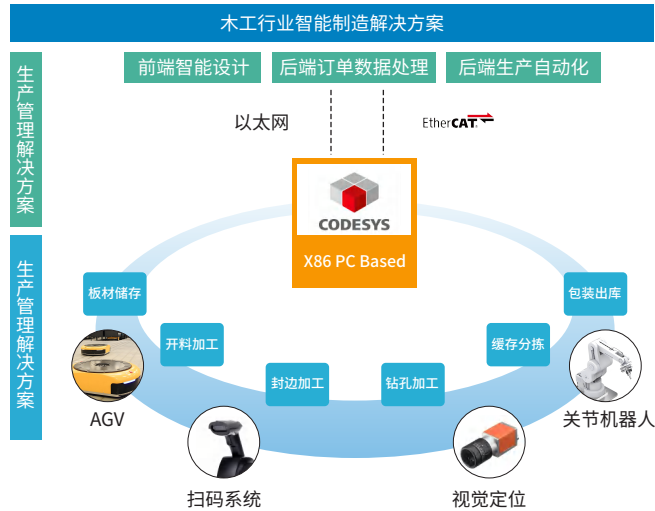 木工行业智能制造解决方案
生产管理解决方案
前端智能设计
后端订单数据处理
后端生产自动化
以太网
EtherCAT
CODESYS
X86 PC Based
生产管理解决方案
板材储存
包装出库
开料加工
缓存分拣
封边加工
钻孔加工
AGV
关节机器人
扫码系统
视觉定位